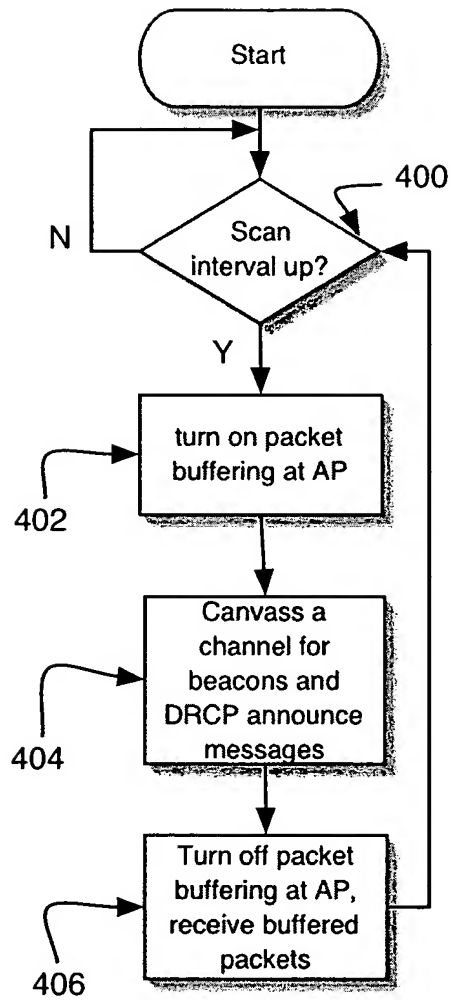 Start
400
N
Scan
interval up?
Y
turn on packet
buffering at AP
402
Canvass a
channel for
beacons and
DRCP announce
messages
404
Turn off packet
buffering at AP,
receive buffered
packets
406